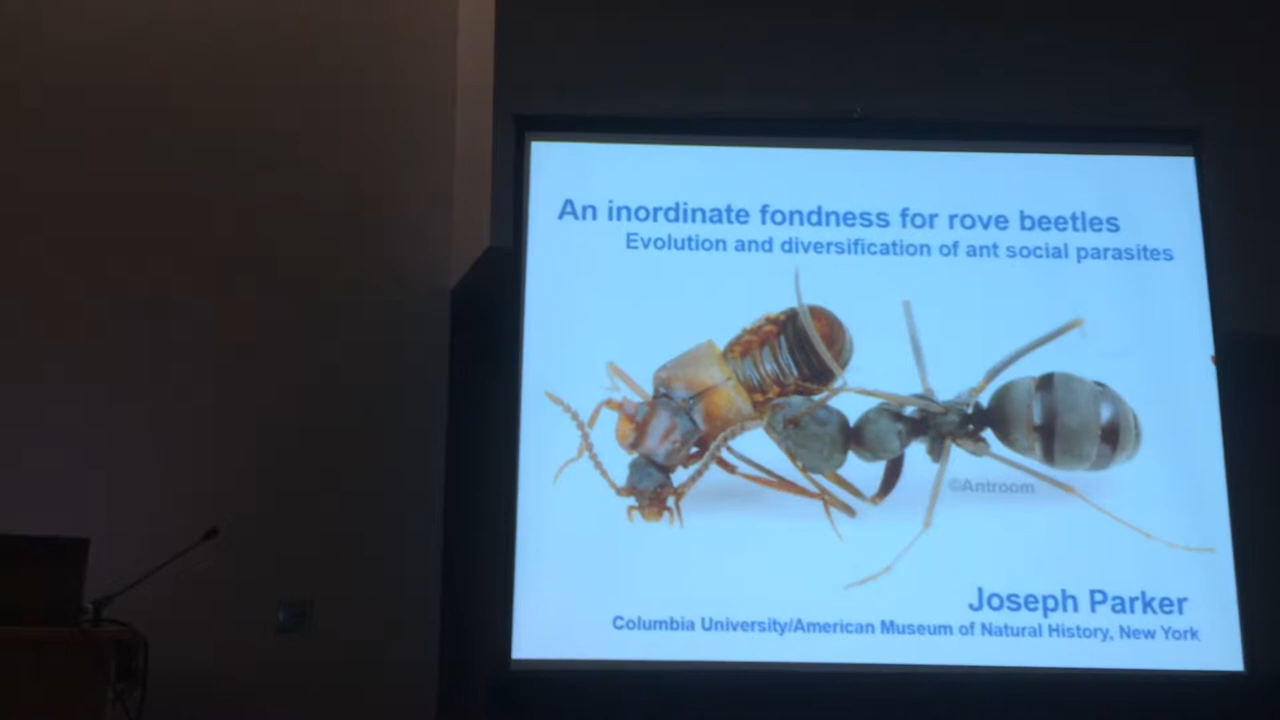 An inordinate fondness for rove beetles
Evolution and diversification of ant social parasites
©Antroom
Joseph Parker
Columbia University/American Museum of Natural History, New York